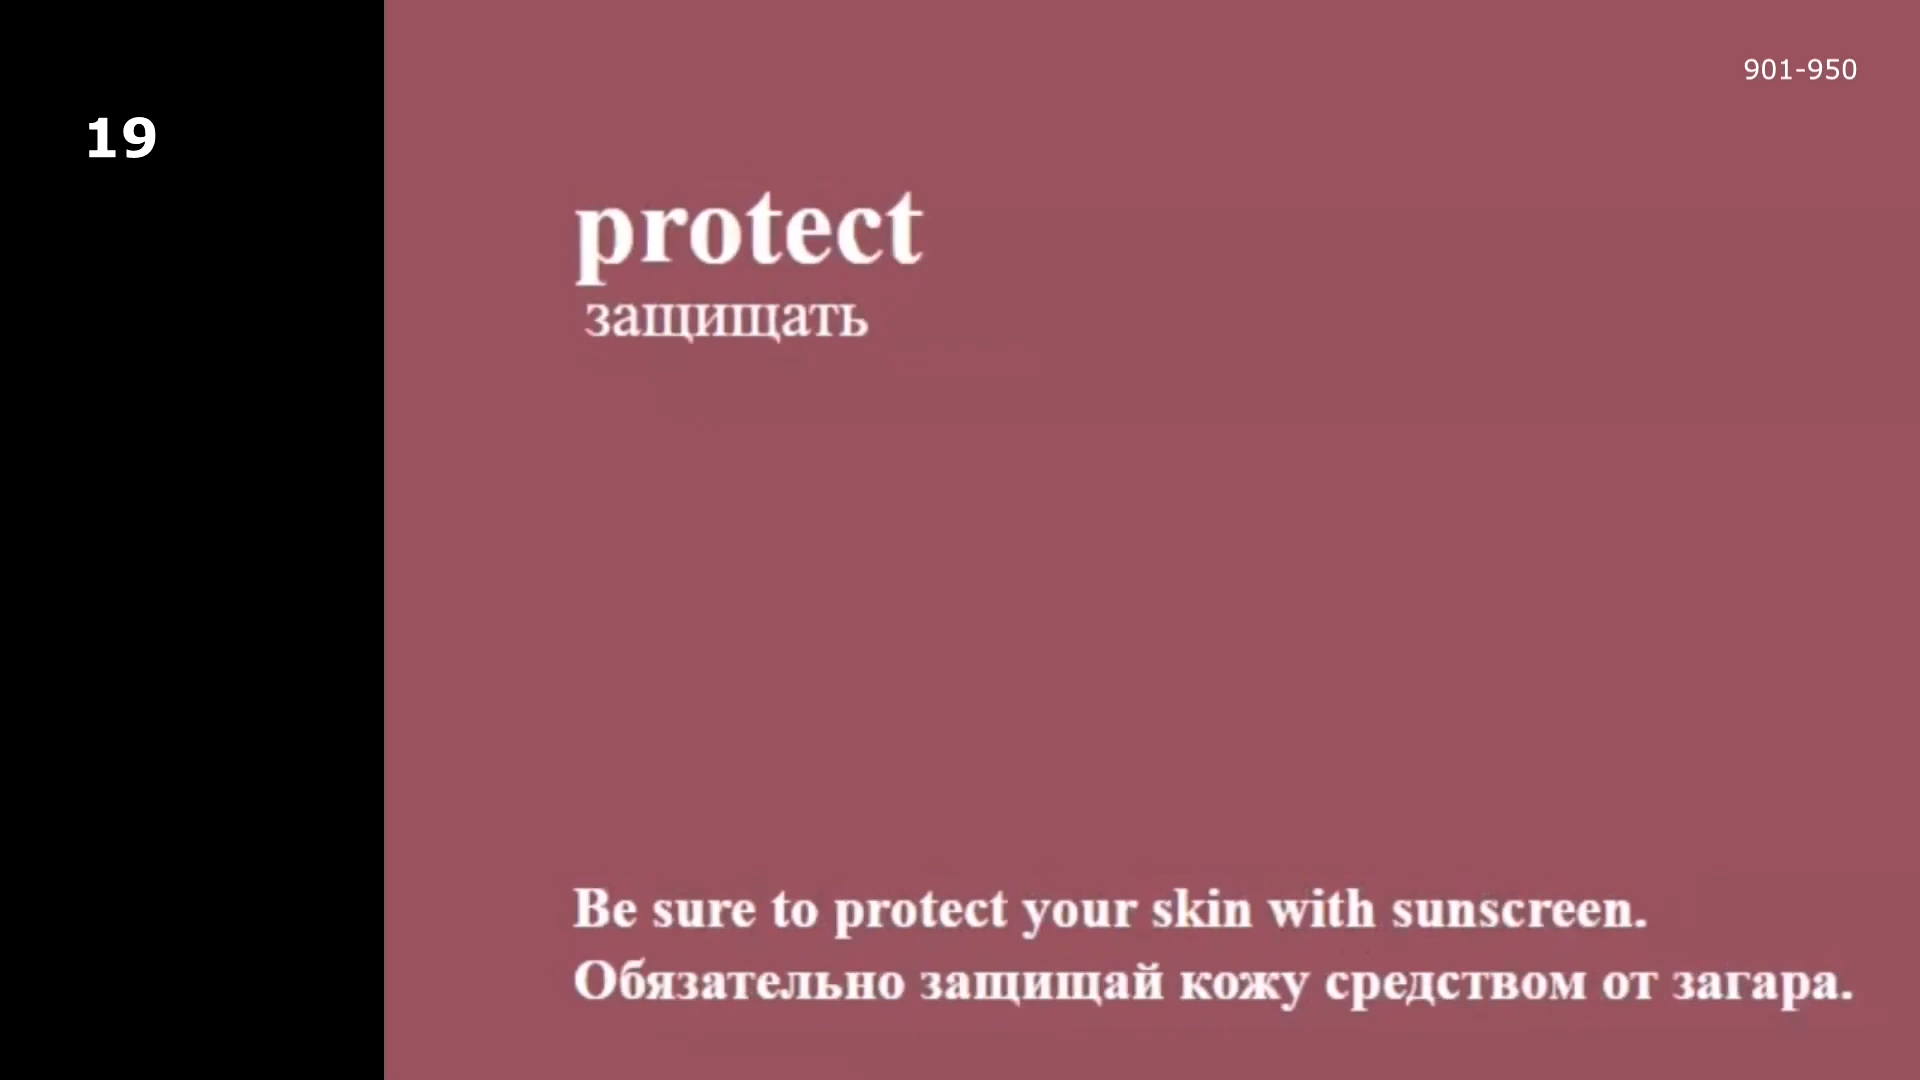 901-950
19
protect
защищать
Be sure to protect your skin with sunscreen.
Обязательно защищай кожу средством от загара.